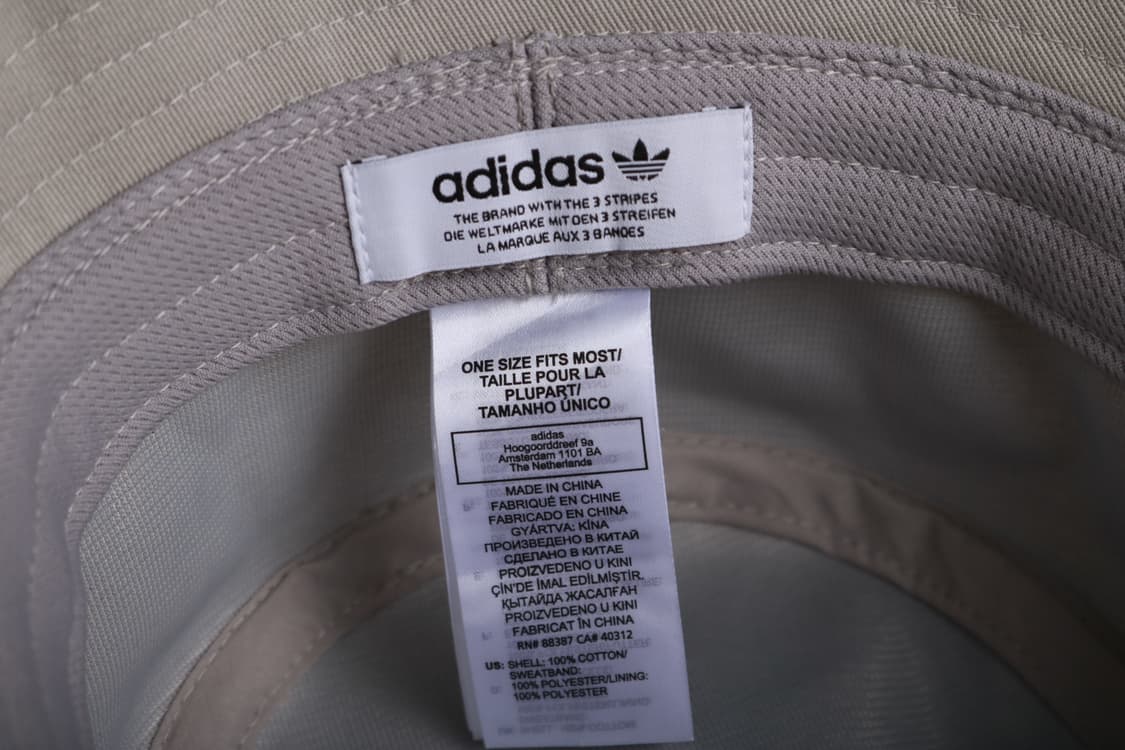 adidas
THE BRAND WITH THE 3 STRIPES
DIE WELTMARKE MIT DEN 3 STREIFEN
LA MARQUE AUX 3 BANDES
ONE SIZE FITS MOST/
TAILLE POUR LA
PLUPART/
TAMANHO ÚNICO
adidas
Hoogoorddreef 9a
Amsterdam 1101 BA
The Netherlands
MADE IN CHINA
FABRIQUÉ EN CHINE
FABRICADO EN CHINA
GYÁRTVA: KÍNA
ПРОИЗВЕДЕНО В КИТАЙ
СДЕЛАНО В КИТАЕ
PROIZVEDENO U KINI
ÇİN'DE İMAL EDİLMİŞTİR.
ҚЫТАЙДА ЖАСАЛҒАН
PROIZVEDENO U KINI
FABRICAT ÎN CHINA
RN# 88387 CA# 40312
US: SHELL: 100% COTTON/
SWEATBAND:
100% POLYESTER/LINING:
100% POLYESTER